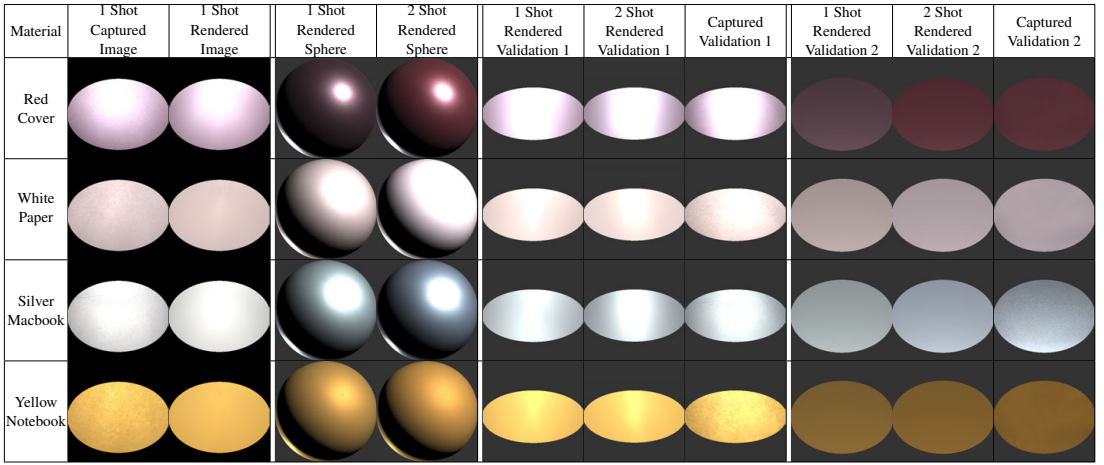 Material
1 Shot
Captured
Image
1 Shot
Rendered
Image
1 Shot
Rendered
Sphere
2 Shot
Rendered
Sphere
1 Shot
Rendered
Validation 1
2 Shot
Rendered
Validation 1
Captured
Validation 1
1 Shot
Rendered
Validation 2
2 Shot
Rendered
Validation 2
Captured
Validation 2
Red
Cover
White
Paper
Silver
Macbook
Yellow
Notebook